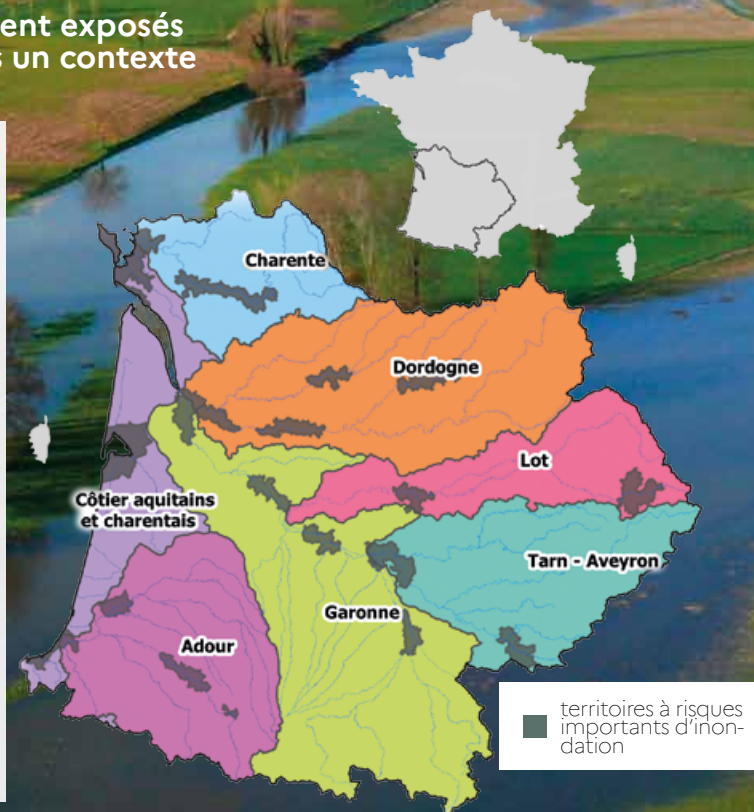 ent exposés
s un contexte
Charente
Dordogne
Lot
Côtier aquitains
et charentais
Tarn - Aveyron
Garonne
Adour
territoires à risques
importants d'inon-
dation